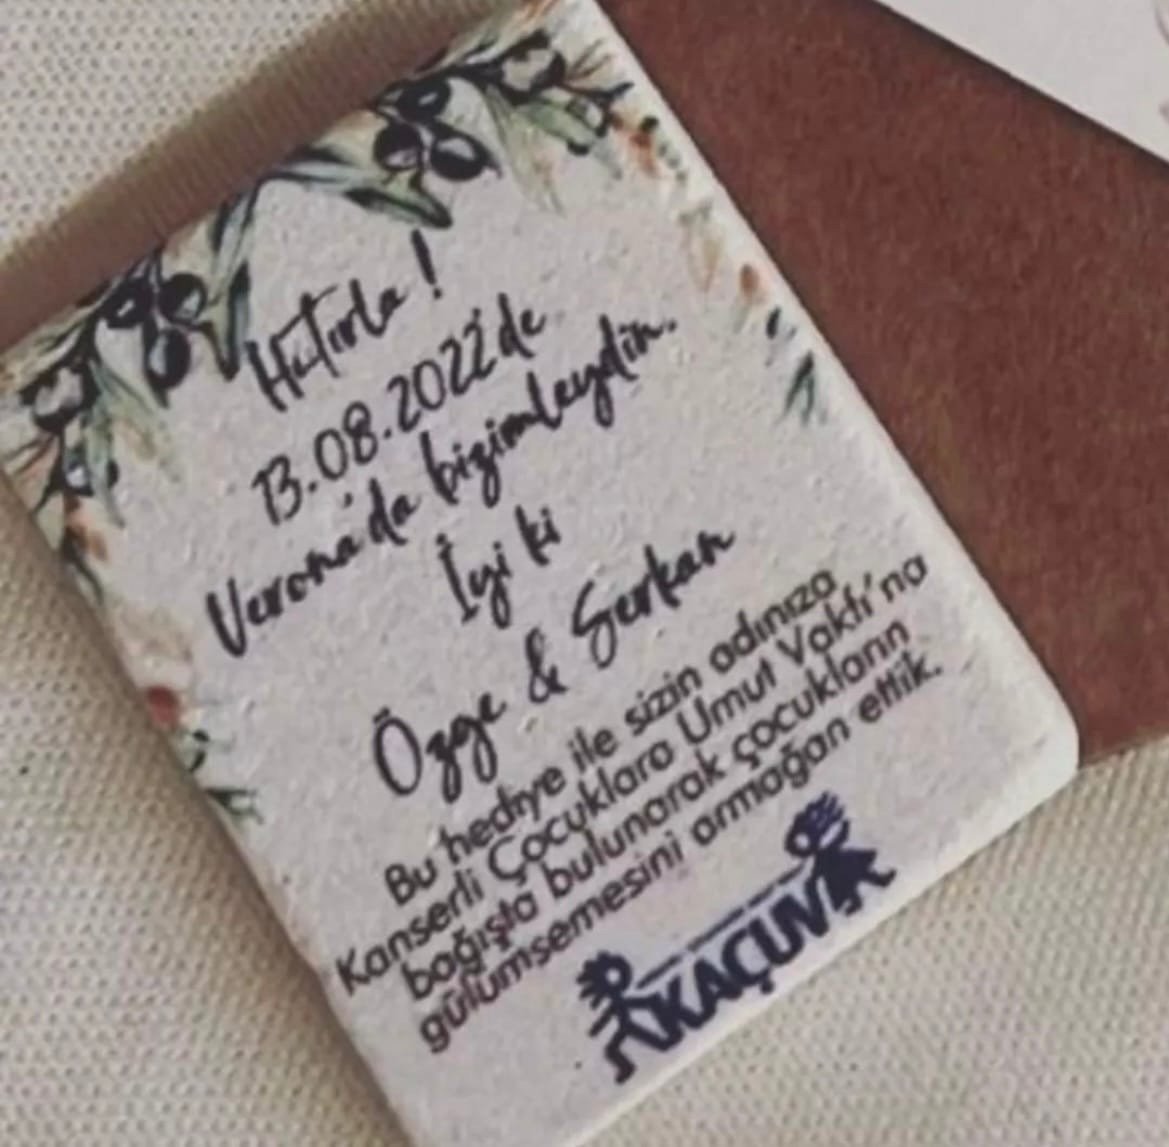 Hatırla!
13.08.2022'de
Verona'da bizimleydin.
İyi ki
Özge & Serkan
Bu hediye ile sizin adınıza
Kanserli Çocuklara Umut Vakfı'na
bağışta bulunarak çocukların
gülümsemesini armağan ettik.
KAÇUV